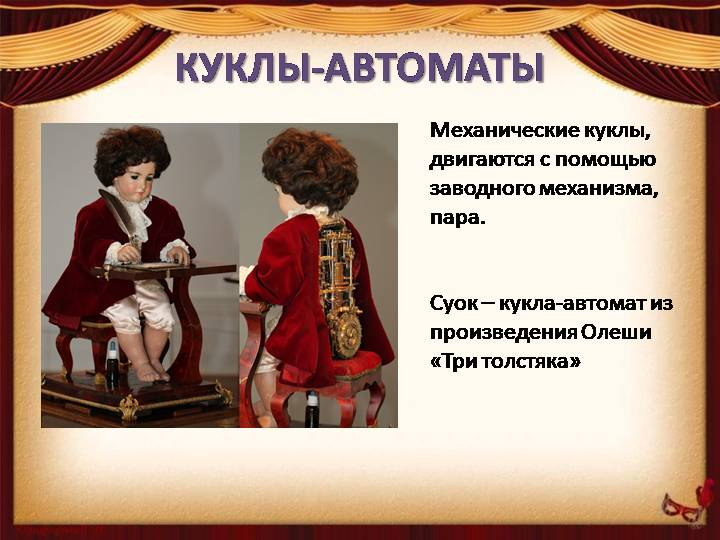 КУКЛЫ-АВТОМАТЫ
Механические куклы,
двигаются с помощью
заводного механизма,
пара.
Суок – кукла-автомат из
произведения Олеши
«Три толстяка»